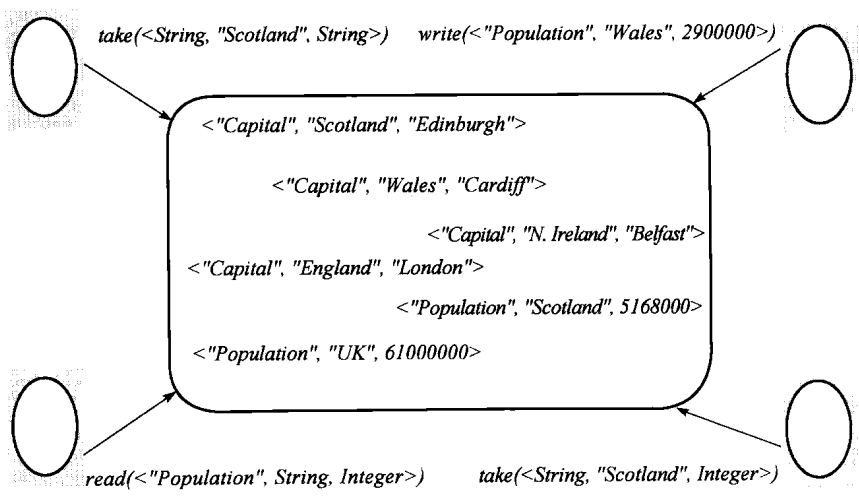 take(<String, "Scotland", String>)
write(<"Population", "Wales", 2900000>)
<"Capital", "Scotland", "Edinburgh">
<"Capital", "Wales", "Cardiff">
<"Capital", "N. Ireland", "Belfast">
<"Capital", "England", "London">
<"Population", "Scotland", 5168000>
<"Population", "UK", 61000000>
read(<"Population", String, Integer>)
take(<String, "Scotland", Integer>)